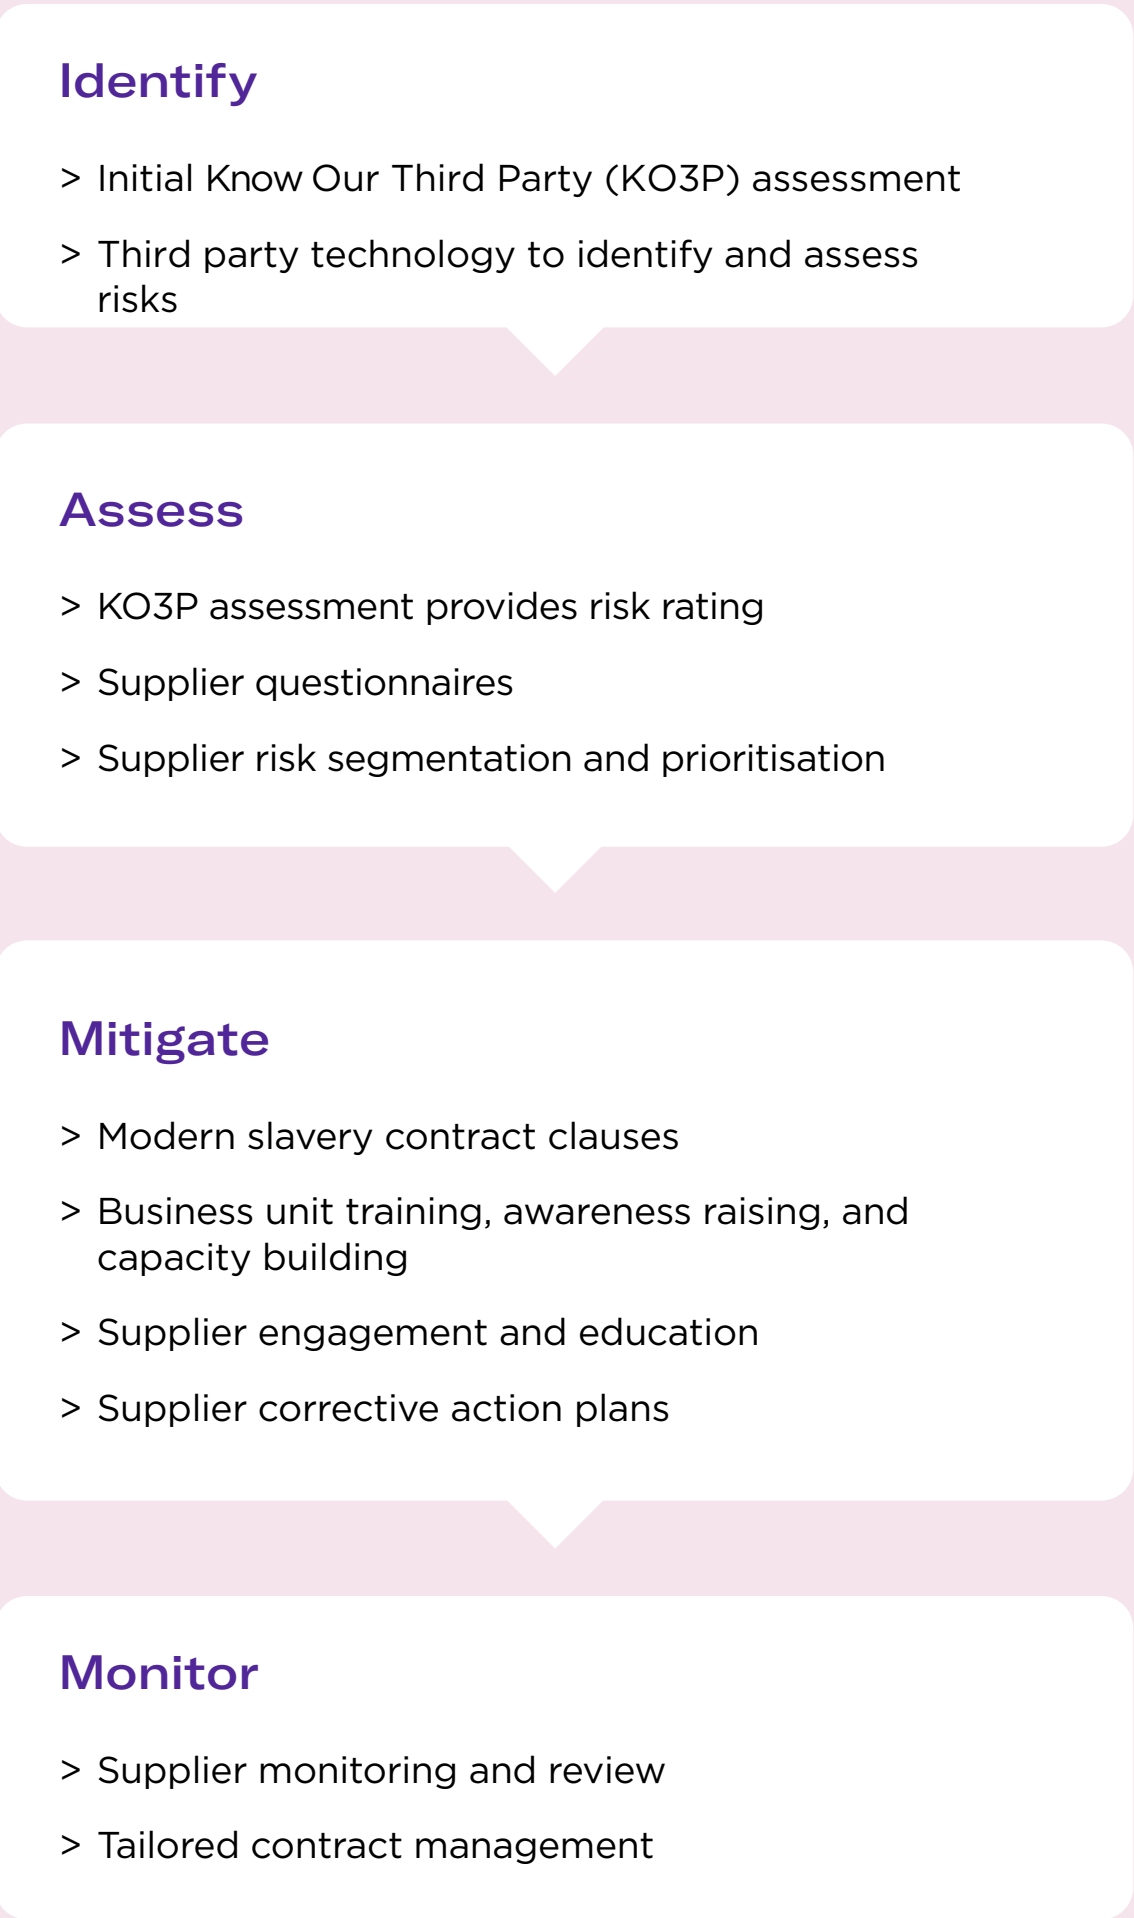 Identify
> Initial Know Our Third Party (KO3P) assessment
> Third party technology to identify and assess
risks
Assess
> KO3P assessment provides risk rating
> Supplier questionnaires
> Supplier risk segmentation and prioritisation
Mitigate
> Modern slavery contract clauses
> Business unit training, awareness raising, and
capacity building
> Supplier engagement and education
> Supplier corrective action plans
Monitor
> Supplier monitoring and review
> Tailored contract management